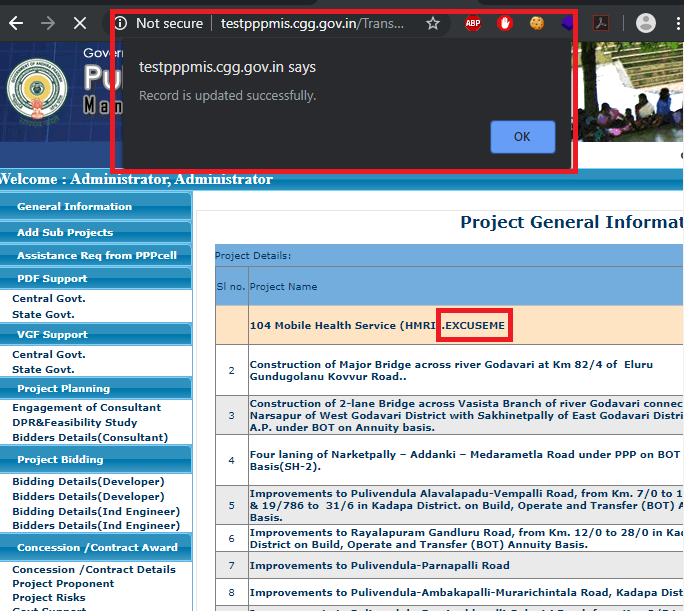 Not secure | testpppmis.cgg.gov.in/Trans...
ABP
testpppmis.cgg.gov.in says
Record is updated successfully.
OK
Gover
Pu
Man
Welcome : Administrator, Administrator
General Information
Add Sub Projects
Assistance Req from PPPcell
PDF Support
Central Govt.
State Govt.
VGF Support
Central Govt.
State Govt.
Project Planning
Engagement of Consultant
DPR&Feasibility Study
Bidders Details(Consultant)
Project Bidding
Bidding Details(Developer)
Bidders Details(Developer)
Bidding Details(Ind Engineer)
Bidders Details(Ind Engineer)
Concession /Contract Award
Concession /Contract Details
Project Proponent
Project Risks
Govt Support
Project General Informat
Project Details:
Sl no. Project Name
104 Mobile Health Service (HMRI).EXCUSEME
2 Construction of Major Bridge across river Godavari at Km 82/4 of Eluru
Gundugolanu Kovvur Road..
3 Construction of 2-lane Bridge across Vasista Branch of river Godavari connec
Narsapur of West Godavari District with Sakhinetpally of East Godavari Distri
A.P. under BOT on Annuity basis.
4 Four laning of Narketpally – Addanki – Medarametla Road under PPP on BOT
Basis(SH-2).
5 Improvements to Pulivendula Alavalapadu-Vempalli Road, from Km. 7/0 to 1
& 19/786 to 31/6 in Kadapa District. on Build, Operate and Transfer (BOT) A
Basis.
6 Improvements to Rayalapuram Gandluru Road, from Km. 12/0 to 28/0 in Kad
District on Build, Operate and Transfer (BOT) Annuity Basis.
7 Improvements to Pulivendula-Parnapalli Road
8 Improvements to Pulivendula-Ambakapalli-Murarichintala Road, Kadapa Dist